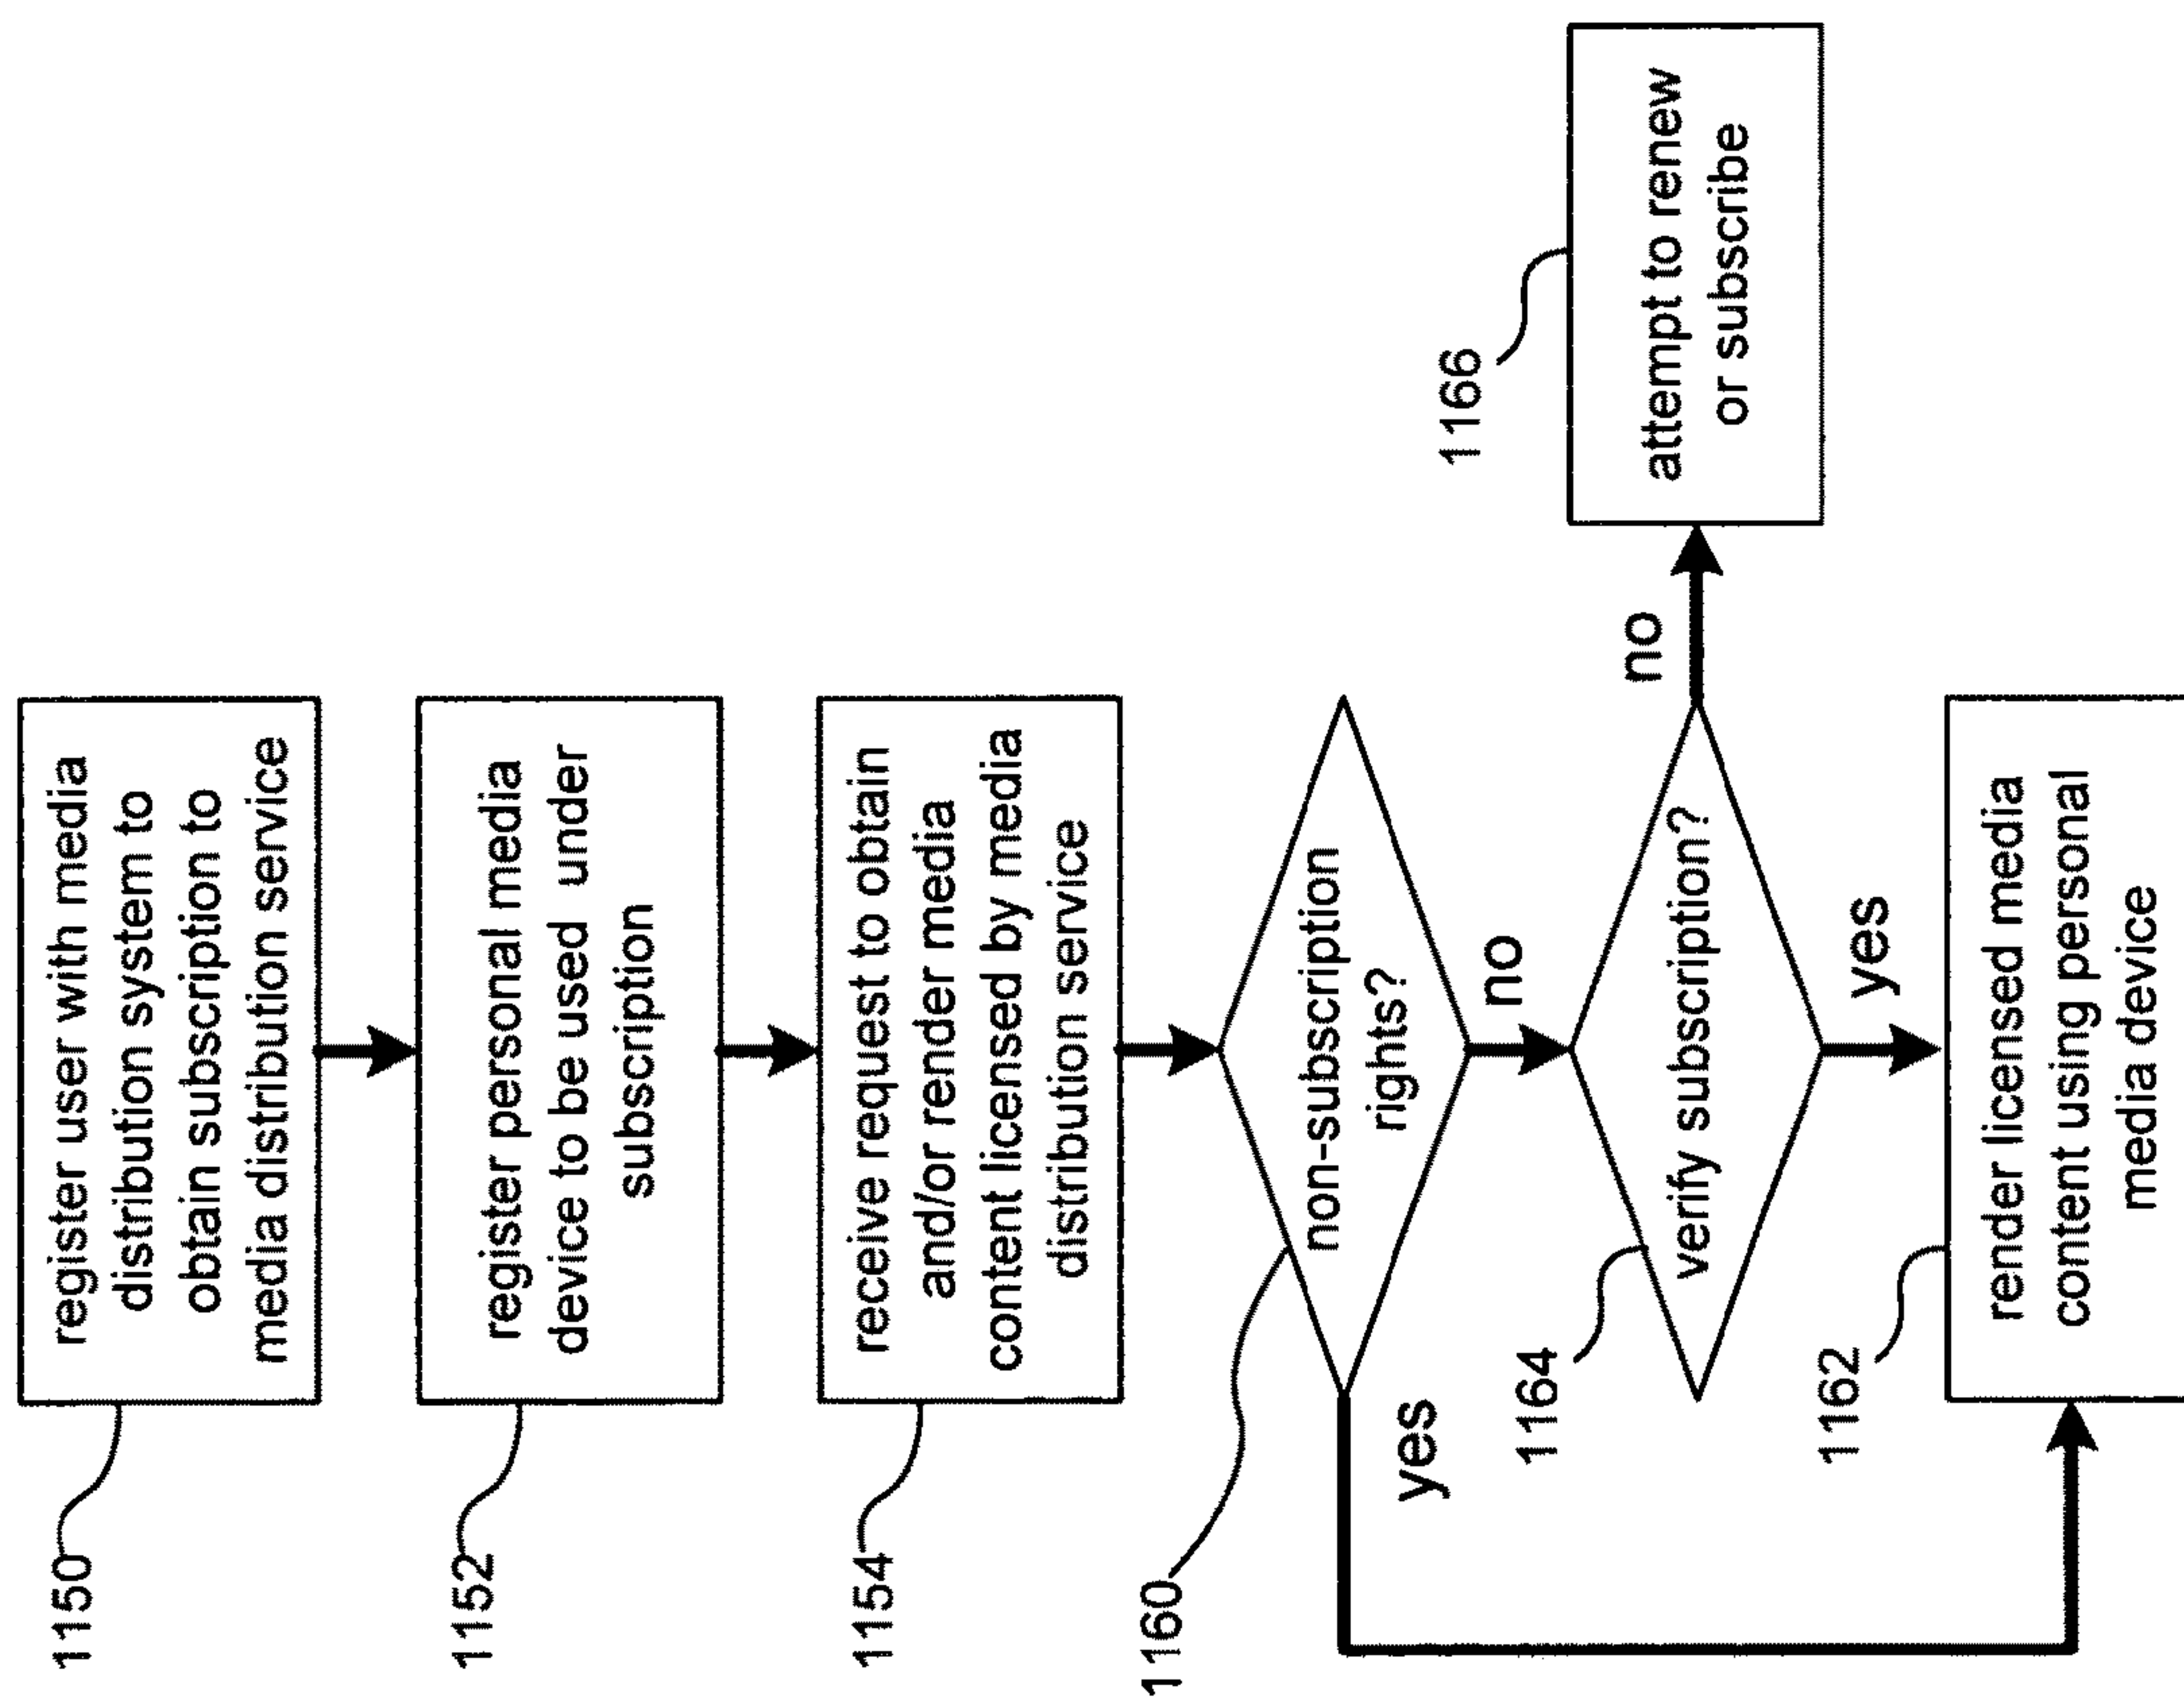 1150
register user with media
distribution system to
obtain subscription to
media distribution service
1152
register personal media
device to be used  under
subscription
1154
receive request to obtain
and/or render media
content licensed by media
distribution service
1160
non-subscription
rights?
yes
no
1164
verify subscription?
no
1166
attempt to renew
or subscribe
yes
1162
render licensed media
content using personal
media device